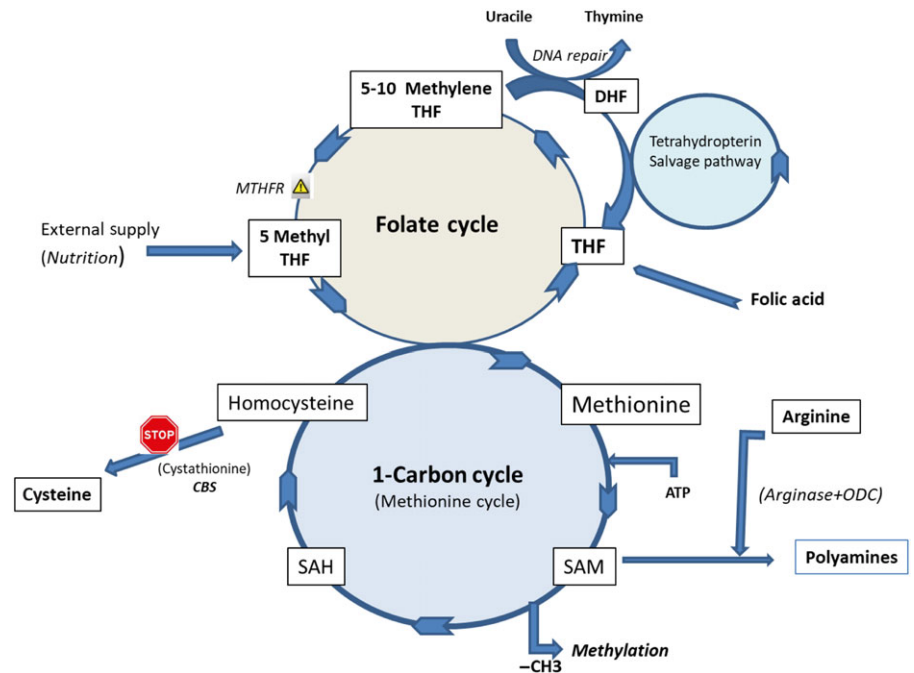 Uracile
Thymine
DNA repair
5-10 Methylene
THF
DHF
Tetrahydropterin
Salvage pathway
MTHFR
Folate cycle
External supply
(Nutrition)
5 Methyl
THF
THF
Folic acid
Homocysteine
Methionine
STOP
Arginine
(Cystathionine)
CBS
Cysteine
1-Carbon cycle
(Methionine cycle)
ATP
(Arginase+ODC)
SAH
SAM
Polyamines
Methylation
–CH3